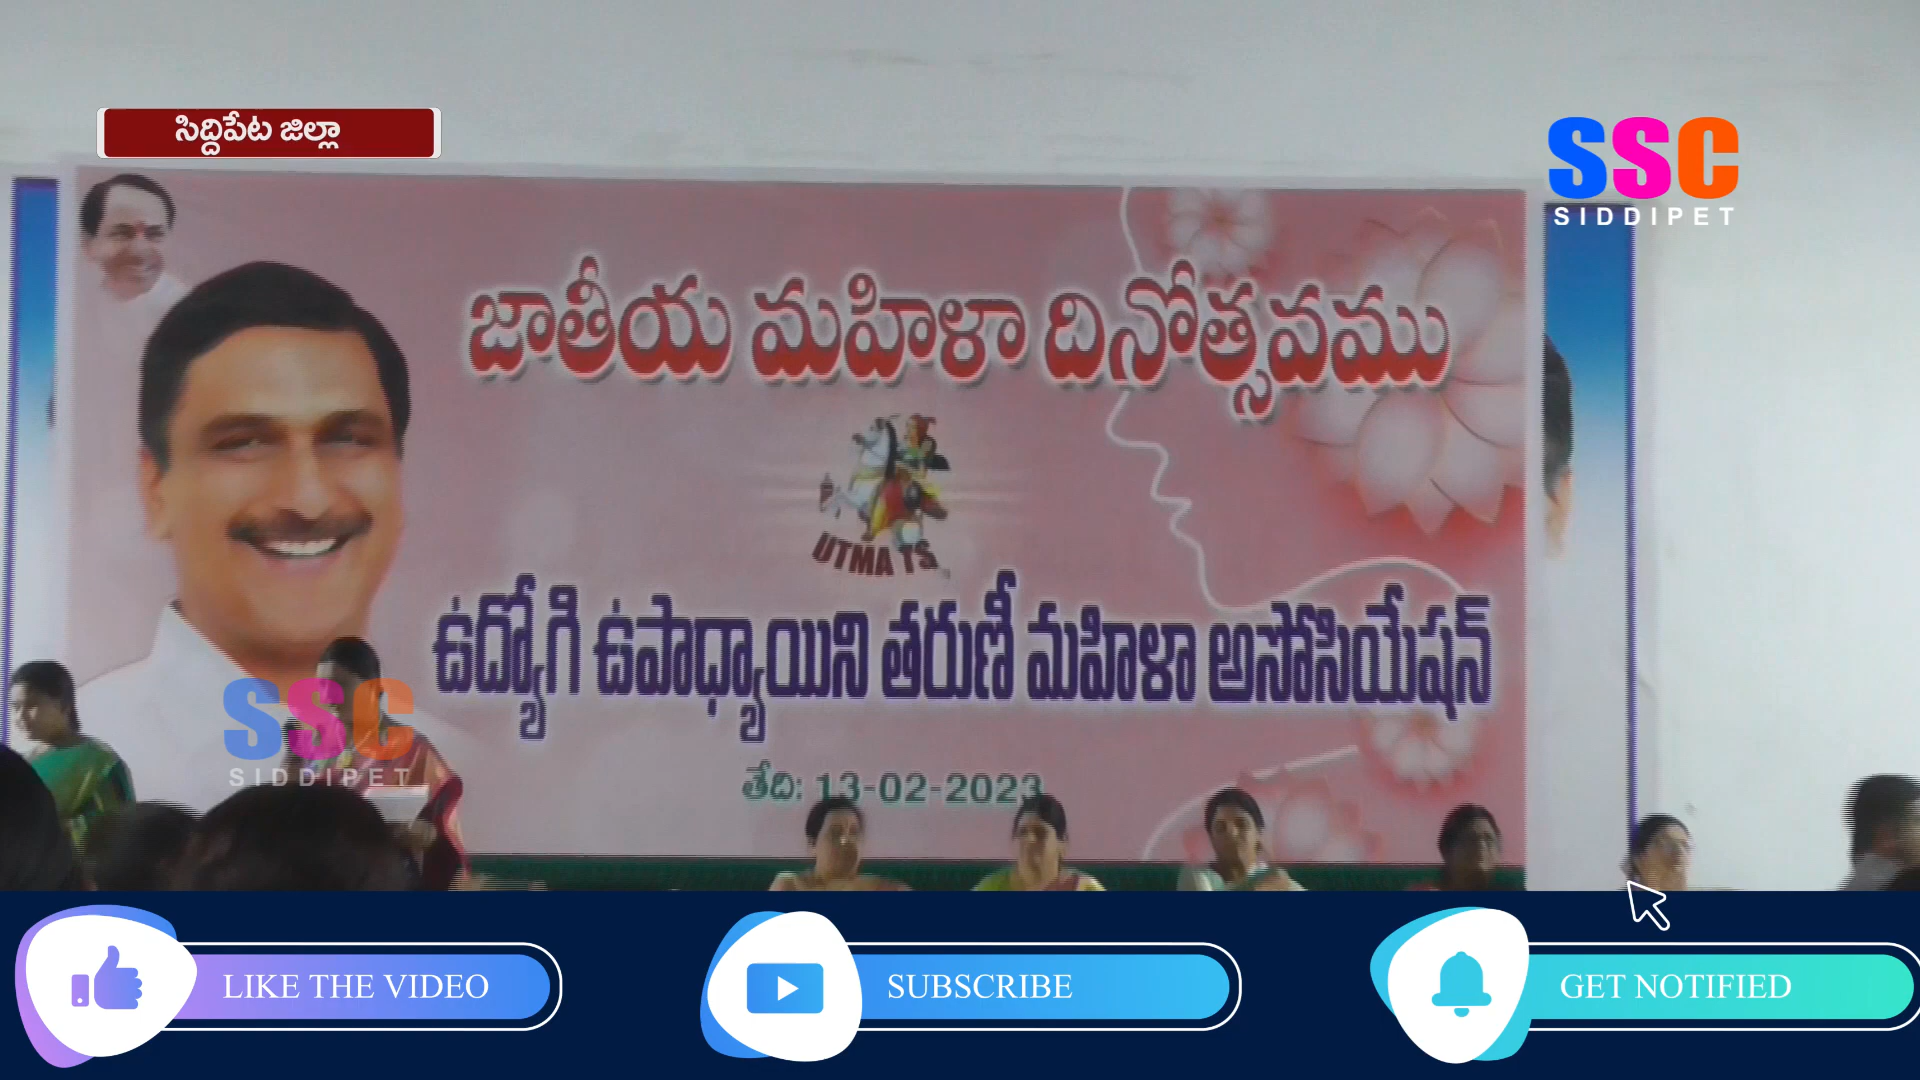 సిద్దిపేట జిల్లా
SSC
SIDDIPET
జాతీయ మహిళా దినోత్సవము
UTMA TS
ఉద్యోగి ఉపాధ్యాయిని తరుణీ మహిళా అసోసియేషన్
SSC
SIDDIPET
తేది: 13-02-2023
LIKE THE VIDEO
SUBSCRIBE
GET NOTIFIED